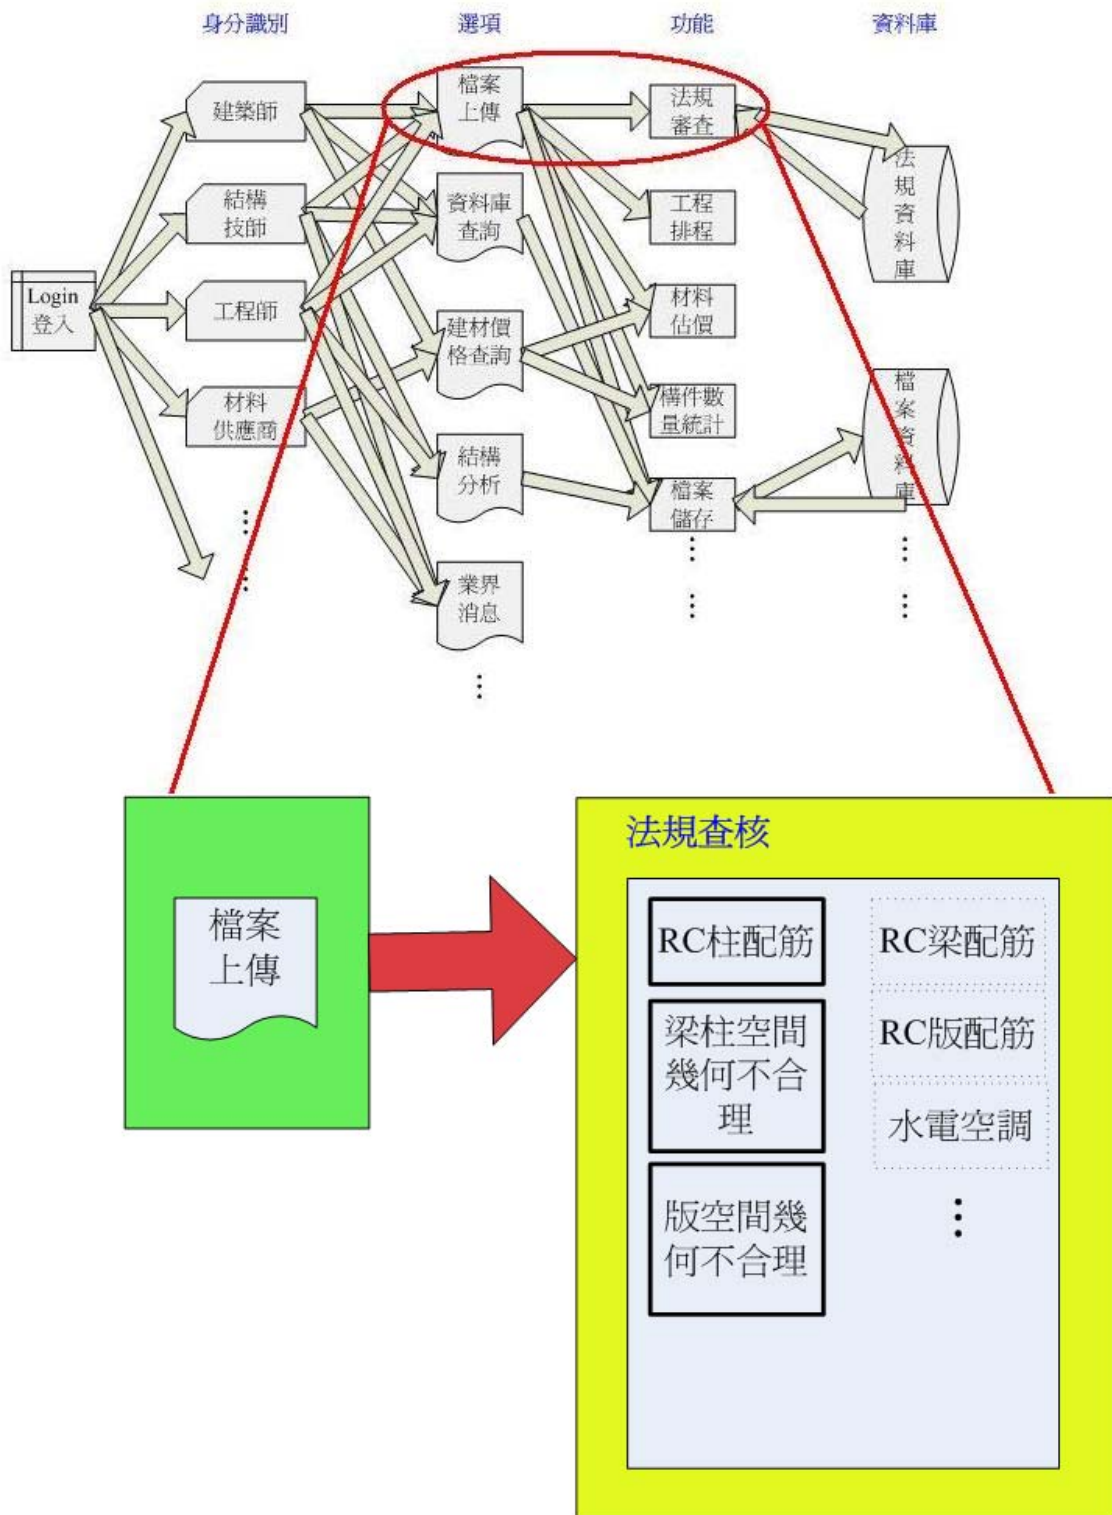 身分識別
選項
功能
資料庫
Login
登入
建築師
結構
技師
工程師
材料
供應商
檔案
上傳
資料庫
查詢
建材價
格查詢
結構
分析
業界
消息
法規
審查
工程
排程
材料
估價
構件數
量統計
檔案
儲存
法
規
資
料
庫
檔
案
資
料
庫
檔案
上傳
法規查核
RC柱配筋
梁柱空間
幾何不合
理
版空間幾
何不合理
RC梁配筋
RC版配筋
水電空調